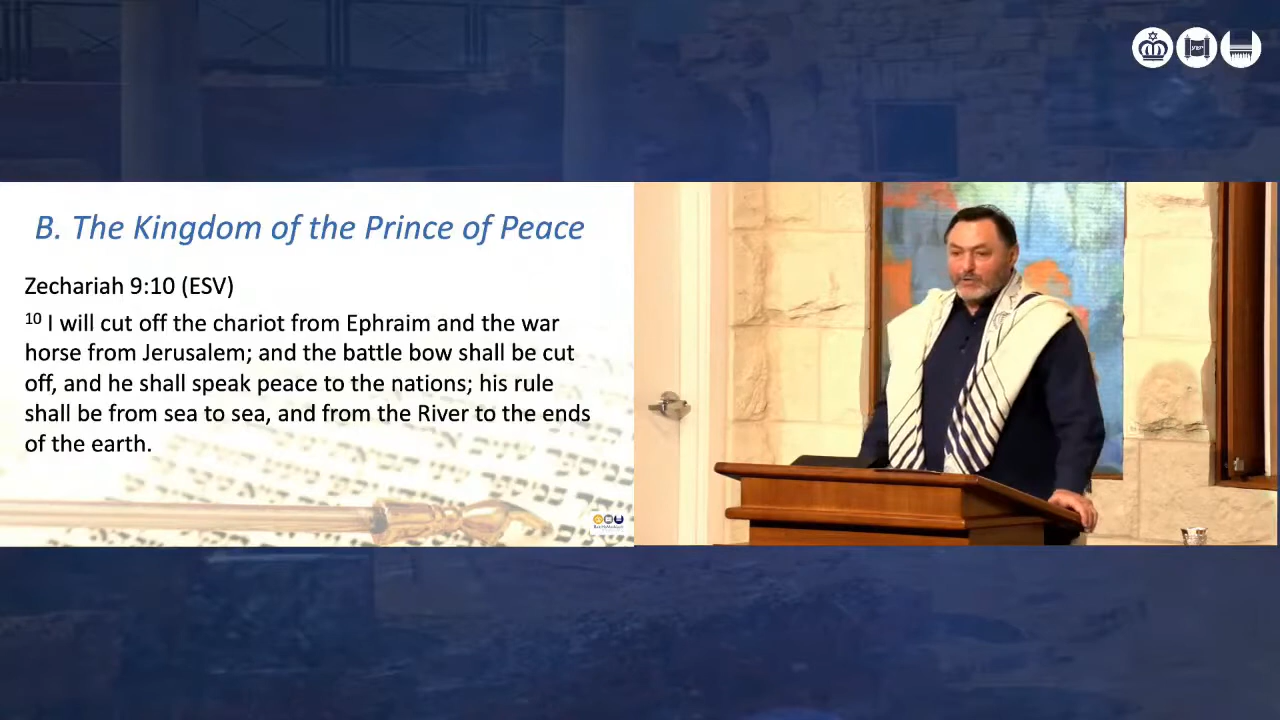 B. The Kingdom of the Prince of Peace
Zechariah 9:10 (ESV)
10 I will cut off the chariot from Ephraim and the war
horse from Jerusalem; and the battle bow shall be cut
off, and he shall speak peace to the nations; his rule
shall be from sea to sea, and from the River to the ends
of the earth.